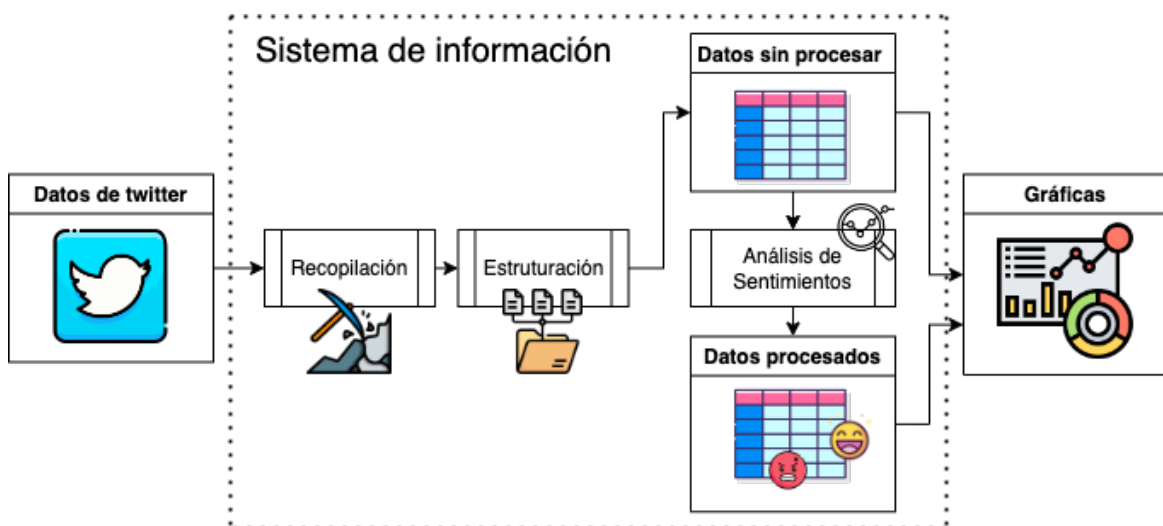 Sistema de información
Datos de twitter
Recopilación
Estruturación
Datos sin procesar
Análisis de
Sentimientos
Datos procesados
Gráficas